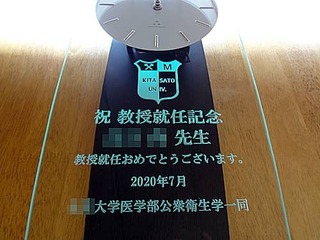 KITA SATO
UNIV.
祝 教授就任記念
先生
教授就任おめでとうございます。
2020年7月
大学医学部公衆衛生学一同